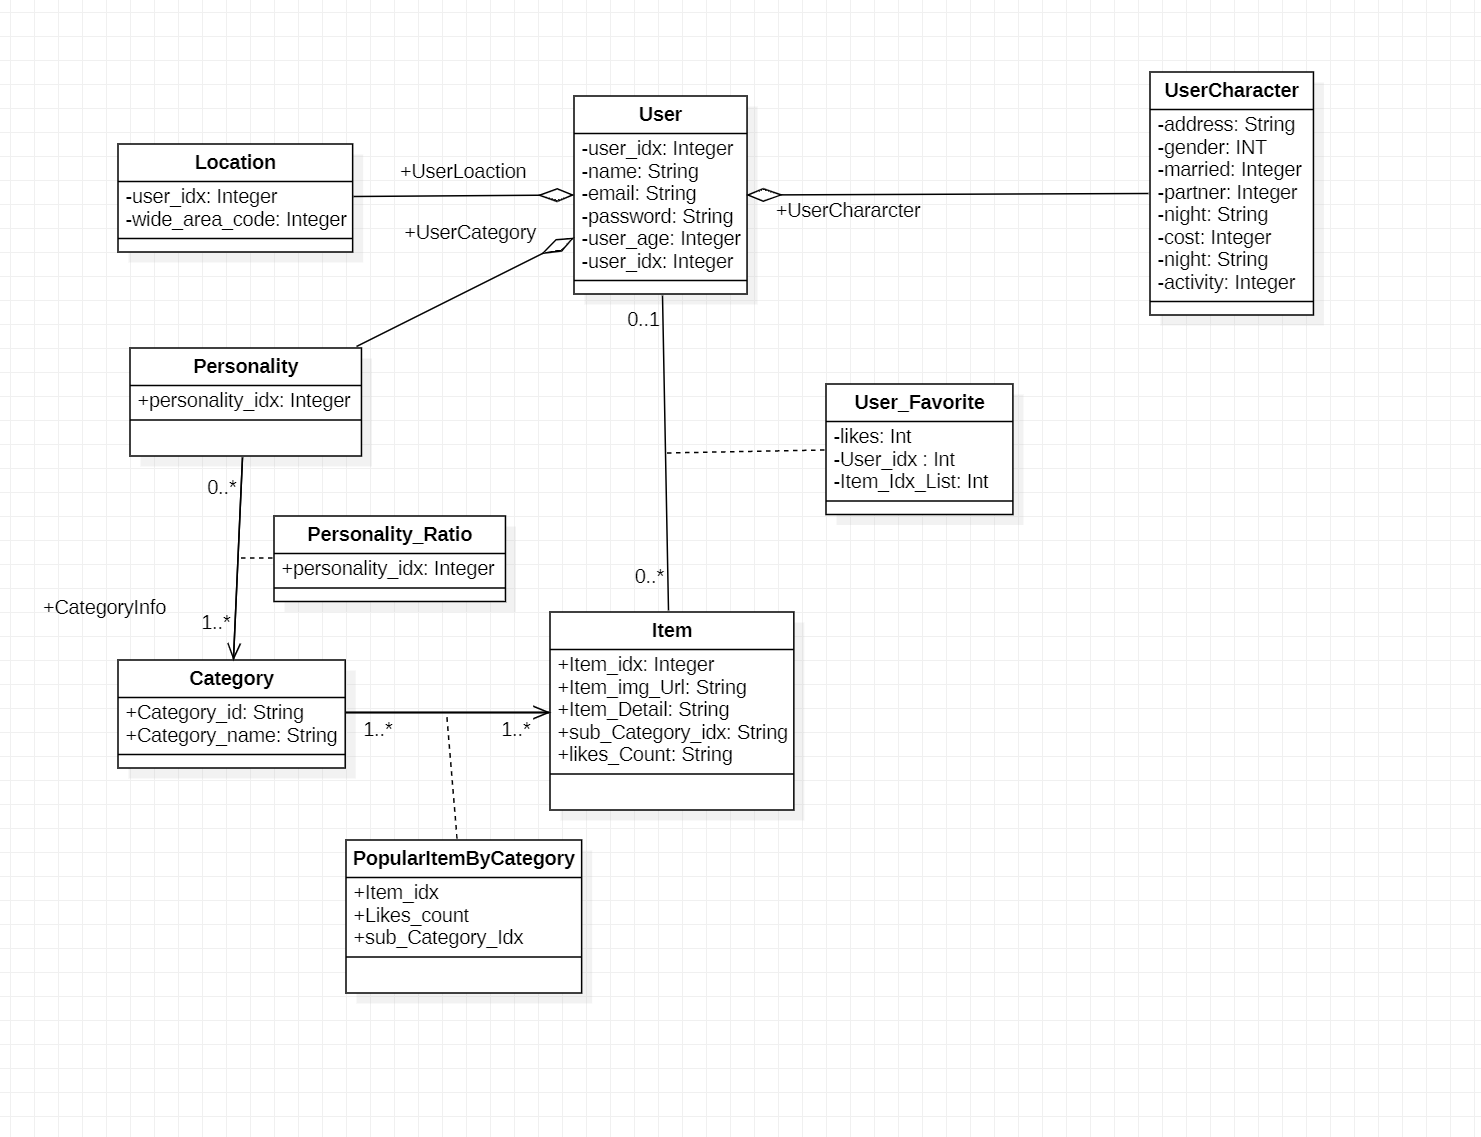 User
-user_idx: Integer
-name: String
-email: String
-password: String
-user_age: Integer
-user_idx: Integer
UserCharacter
-address: String
-gender: INT
-married: Integer
-partner: Integer
-night: String
-cost: Integer
-night: String
-activity: Integer
Location
-user_idx: Integer
-wide_area_code: Integer
+UserLoaction
+UserCategory
+UserChararcter
0..1
Personality
+personality_idx: Integer
User_Favorite
-likes: Int
-User_idx : Int
-Item_Idx_List: Int
0..*
Personality_Ratio
+personality_idx: Integer
+CategoryInfo
1..*
0..*
Category
+Category_id: String
+Category_name: String
1..*
1..*
Item
+Item_idx: Integer
+Item_img_Url: String
+Item_Detail: String
+sub_Category_idx: String
+likes_Count: String
PopularItemByCategory
+Item_idx
+Likes_count
+sub_Category_Idx